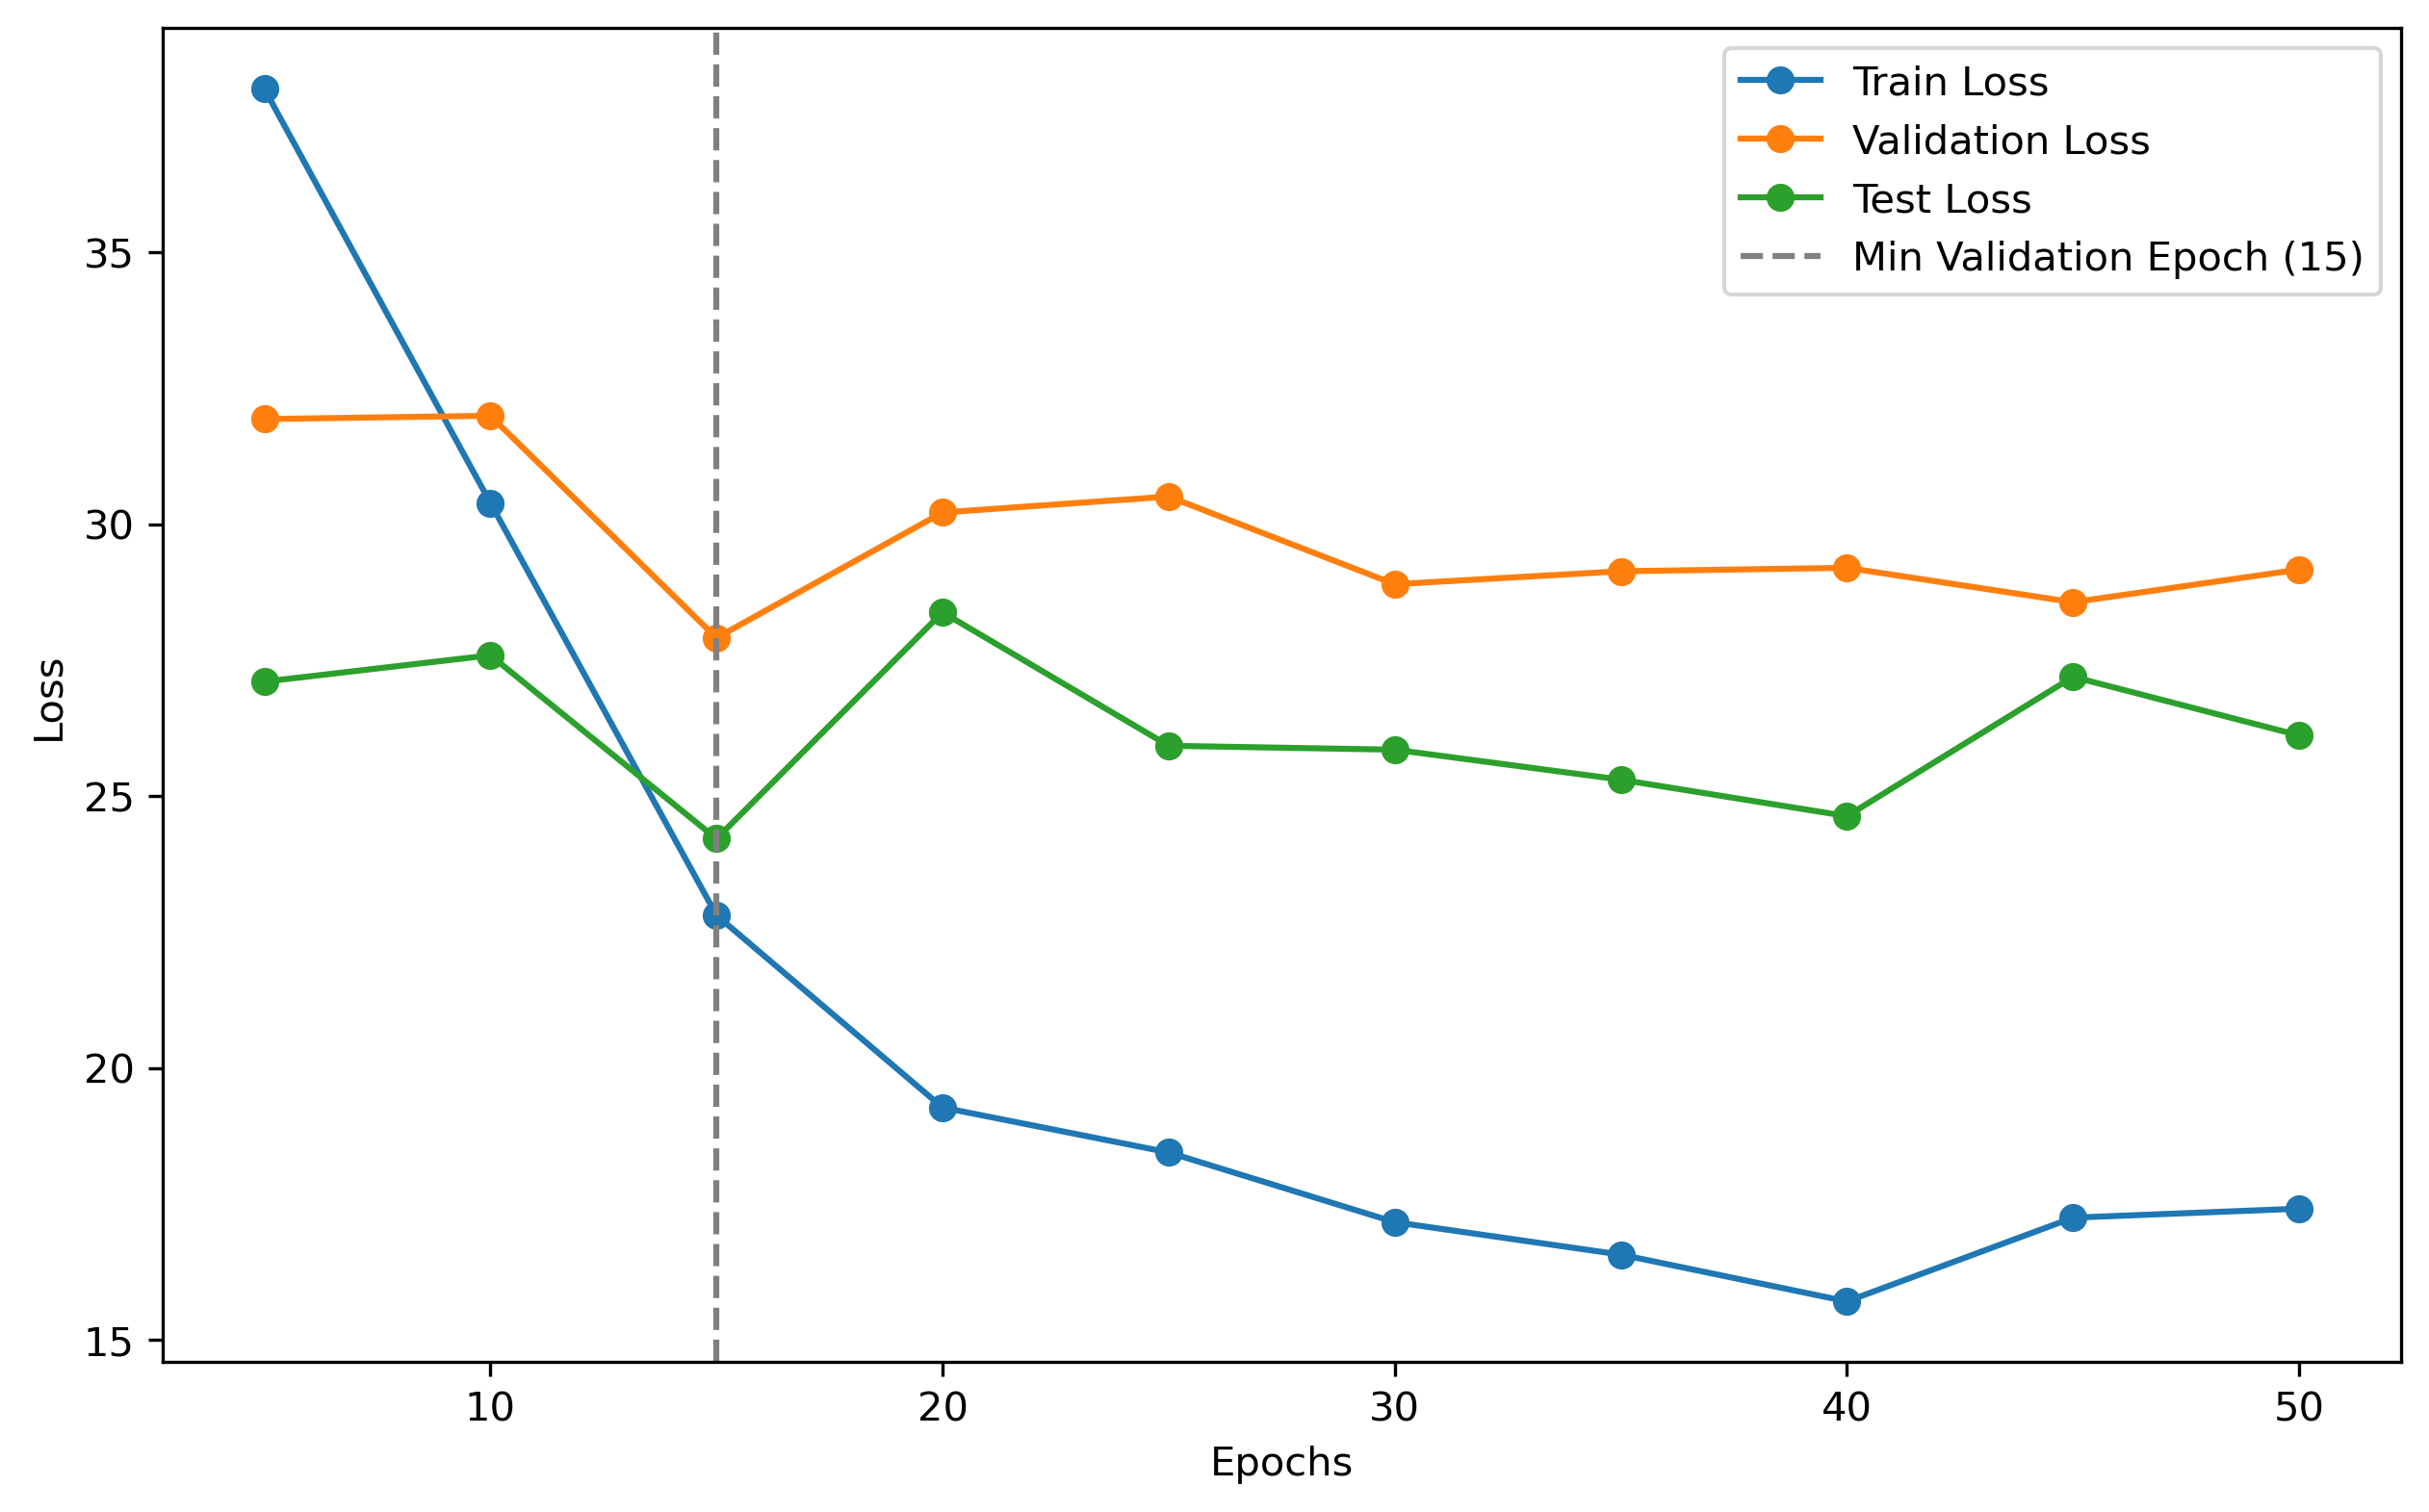 Train Loss
Validation Loss
Test Loss
Min Validation Epoch (15)
35
30
25
20
15
Loss
10 20 30 40 50
Epochs